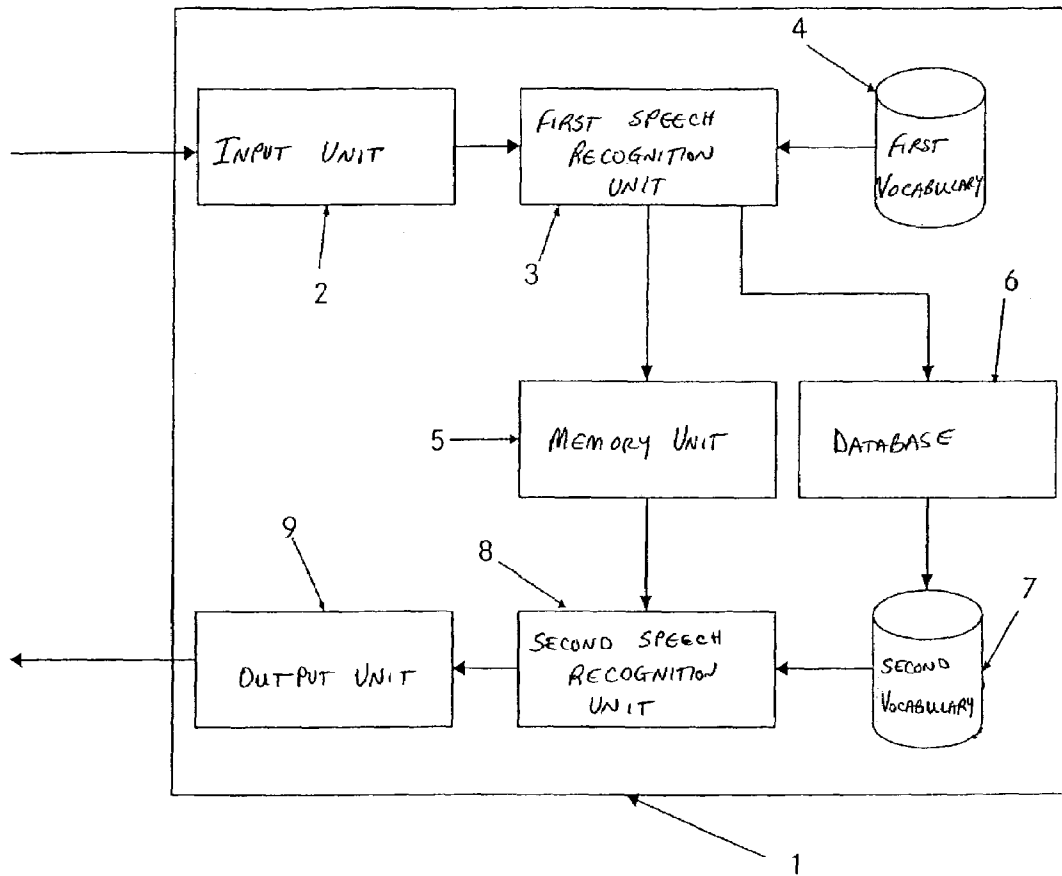 4
INPUT UNIT
FIRST SPEECH
RECOGNITION
UNIT
FIRST
VOCABULARY
2
3
6
5
MEMORY UNIT
DATABASE
9
8
7
OUTPUT UNIT
SECOND SPEECH
RECOGNITION
UNIT
SECOND
VOCABULARY
1